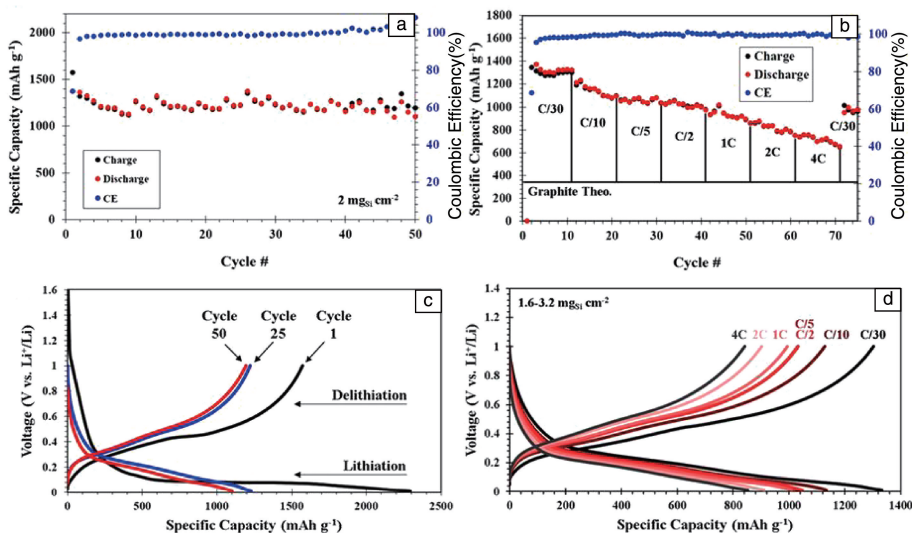 a
2000
1500
1000
500
0
100
80
60
40
20
0
0
10
20
30
40
50
Specific Capacity (mAh g⁻¹)
Coulombic Efficiency(%)
Charge
Discharge
CE
2 mgSi cm⁻²
Cycle #
b
1800
1600
1400
1200
1000
800
600
400
200
0
100
80
60
40
20
0
0
10
20
30
40
50
60
70
Specific Capacity (mAh g⁻¹)
Coulombic Efficiency(%)
Charge
Discharge
CE
C/30
C/10
C/5
C/2
1C
2C
4C
C/30
Graphite Theo.
Cycle #
c
1.6
1.4
1.2
1
0.8
0.6
0.4
0.2
0
0
500
1000
1500
2000
2500
Voltage (V vs. Li⁺/Li)
Cycle
50
Cycle
25
Cycle
1
Delithiation
Lithiation
Specific Capacity (mAh g⁻¹)
d
1.4
1.2
1
0.8
0.6
0.4
0.2
0
0
200
400
600
800
1000
1200
1400
Voltage (V vs. Li⁺/Li)
1.6-3.2 mgSi cm⁻²
4C
2C
1C
C/5
C/2
C/10
C/30
Specific Capacity (mAh g⁻¹)